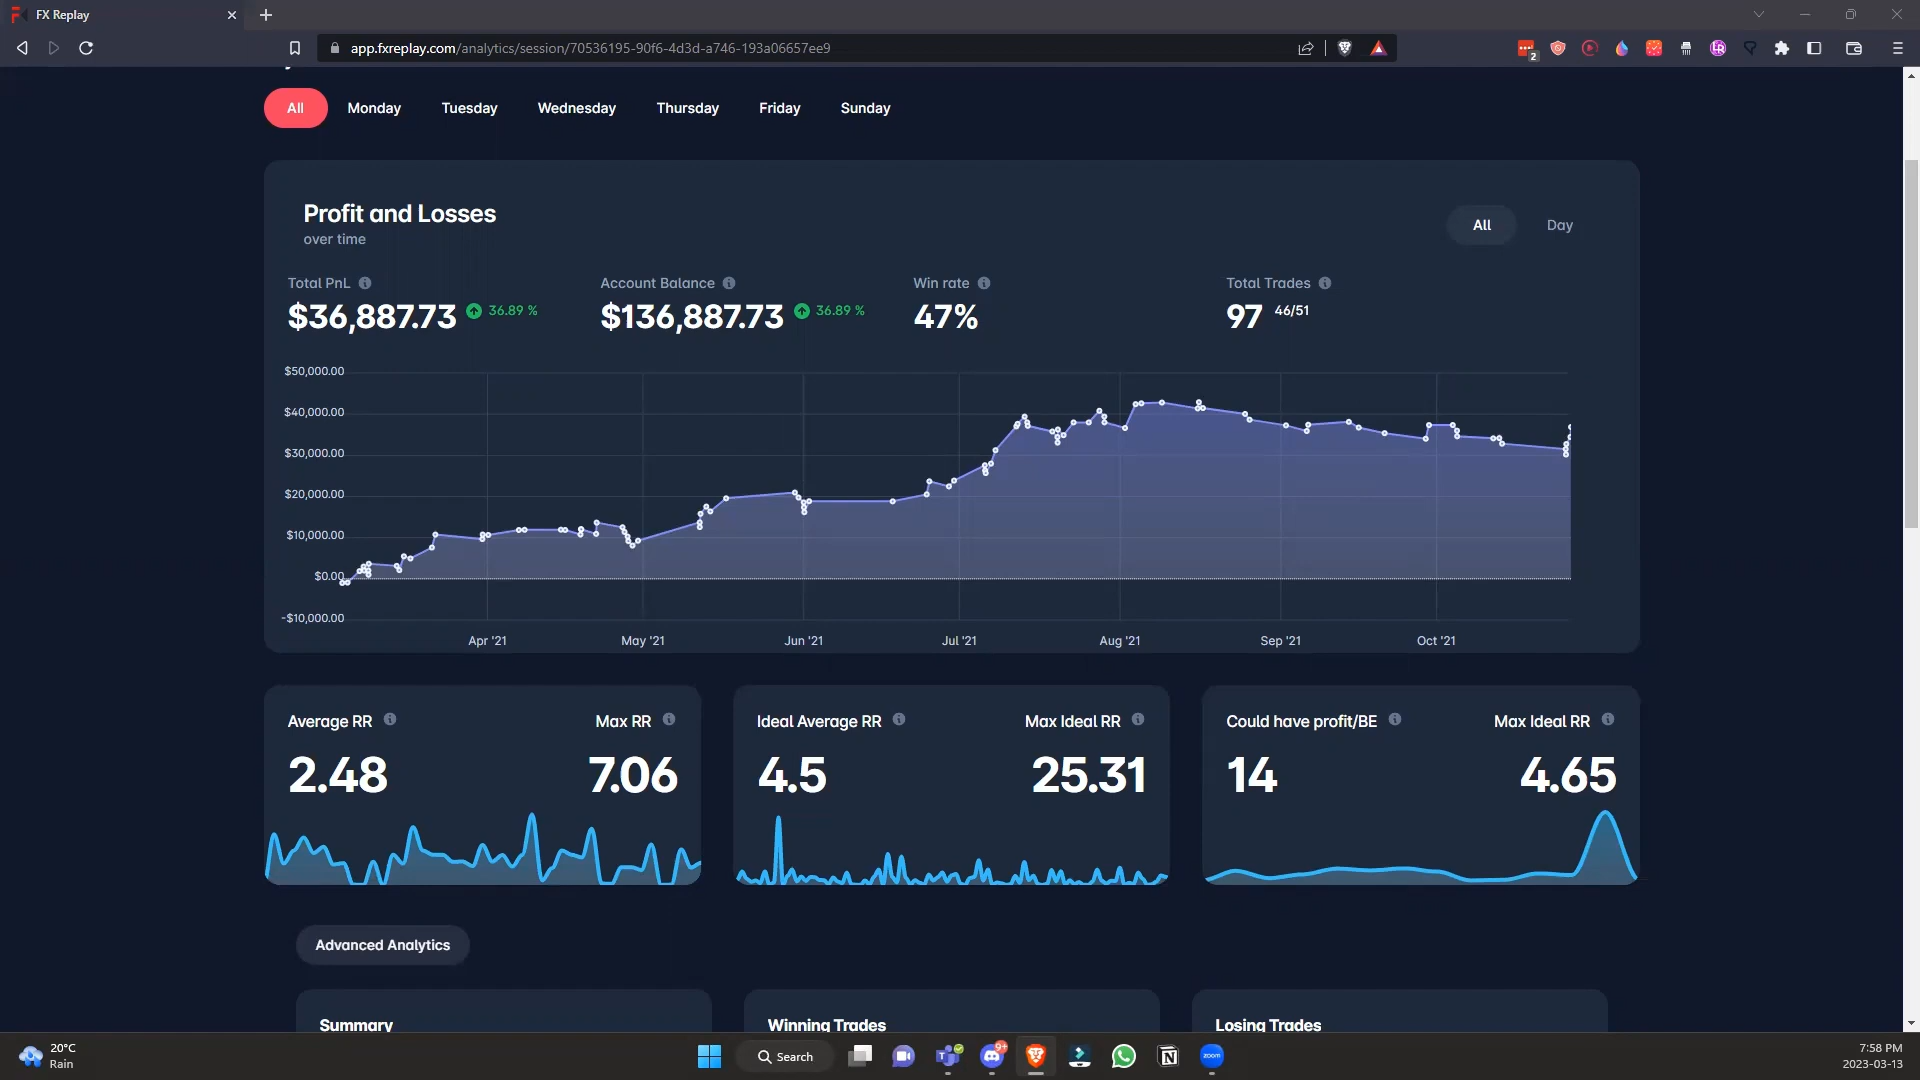 FX Replay
app.fxreplay.com/analytics/session/70536195-90f6-4d3d-a746-193a06657ee9
2
All Monday Tuesday Wednesday Thursday Friday Sunday
Profit and Losses
over time
All Day
Total PnL Account Balance Win rate Total Trades
$36,887.73 36.89 % $136,887.73 36.89 % 47% 97 46/51
$50,000.00
$40,000.00
$30,000.00
$20,000.00
$10,000.00
$0.00
-$10,000.00
Apr '21 May '21 Jun '21 Jul '21 Aug '21 Sep '21 Oct '21
Average RR Max RR Ideal Average RR Max Ideal RR Could have profit/BE Max Ideal RR
2.48 7.06 4.5 25.31 14 4.65
Advanced Analytics
Summary Winning Trades Losing Trades
20°C
Rain
Search
9+
zoom
7:58 PM
2023-03-13